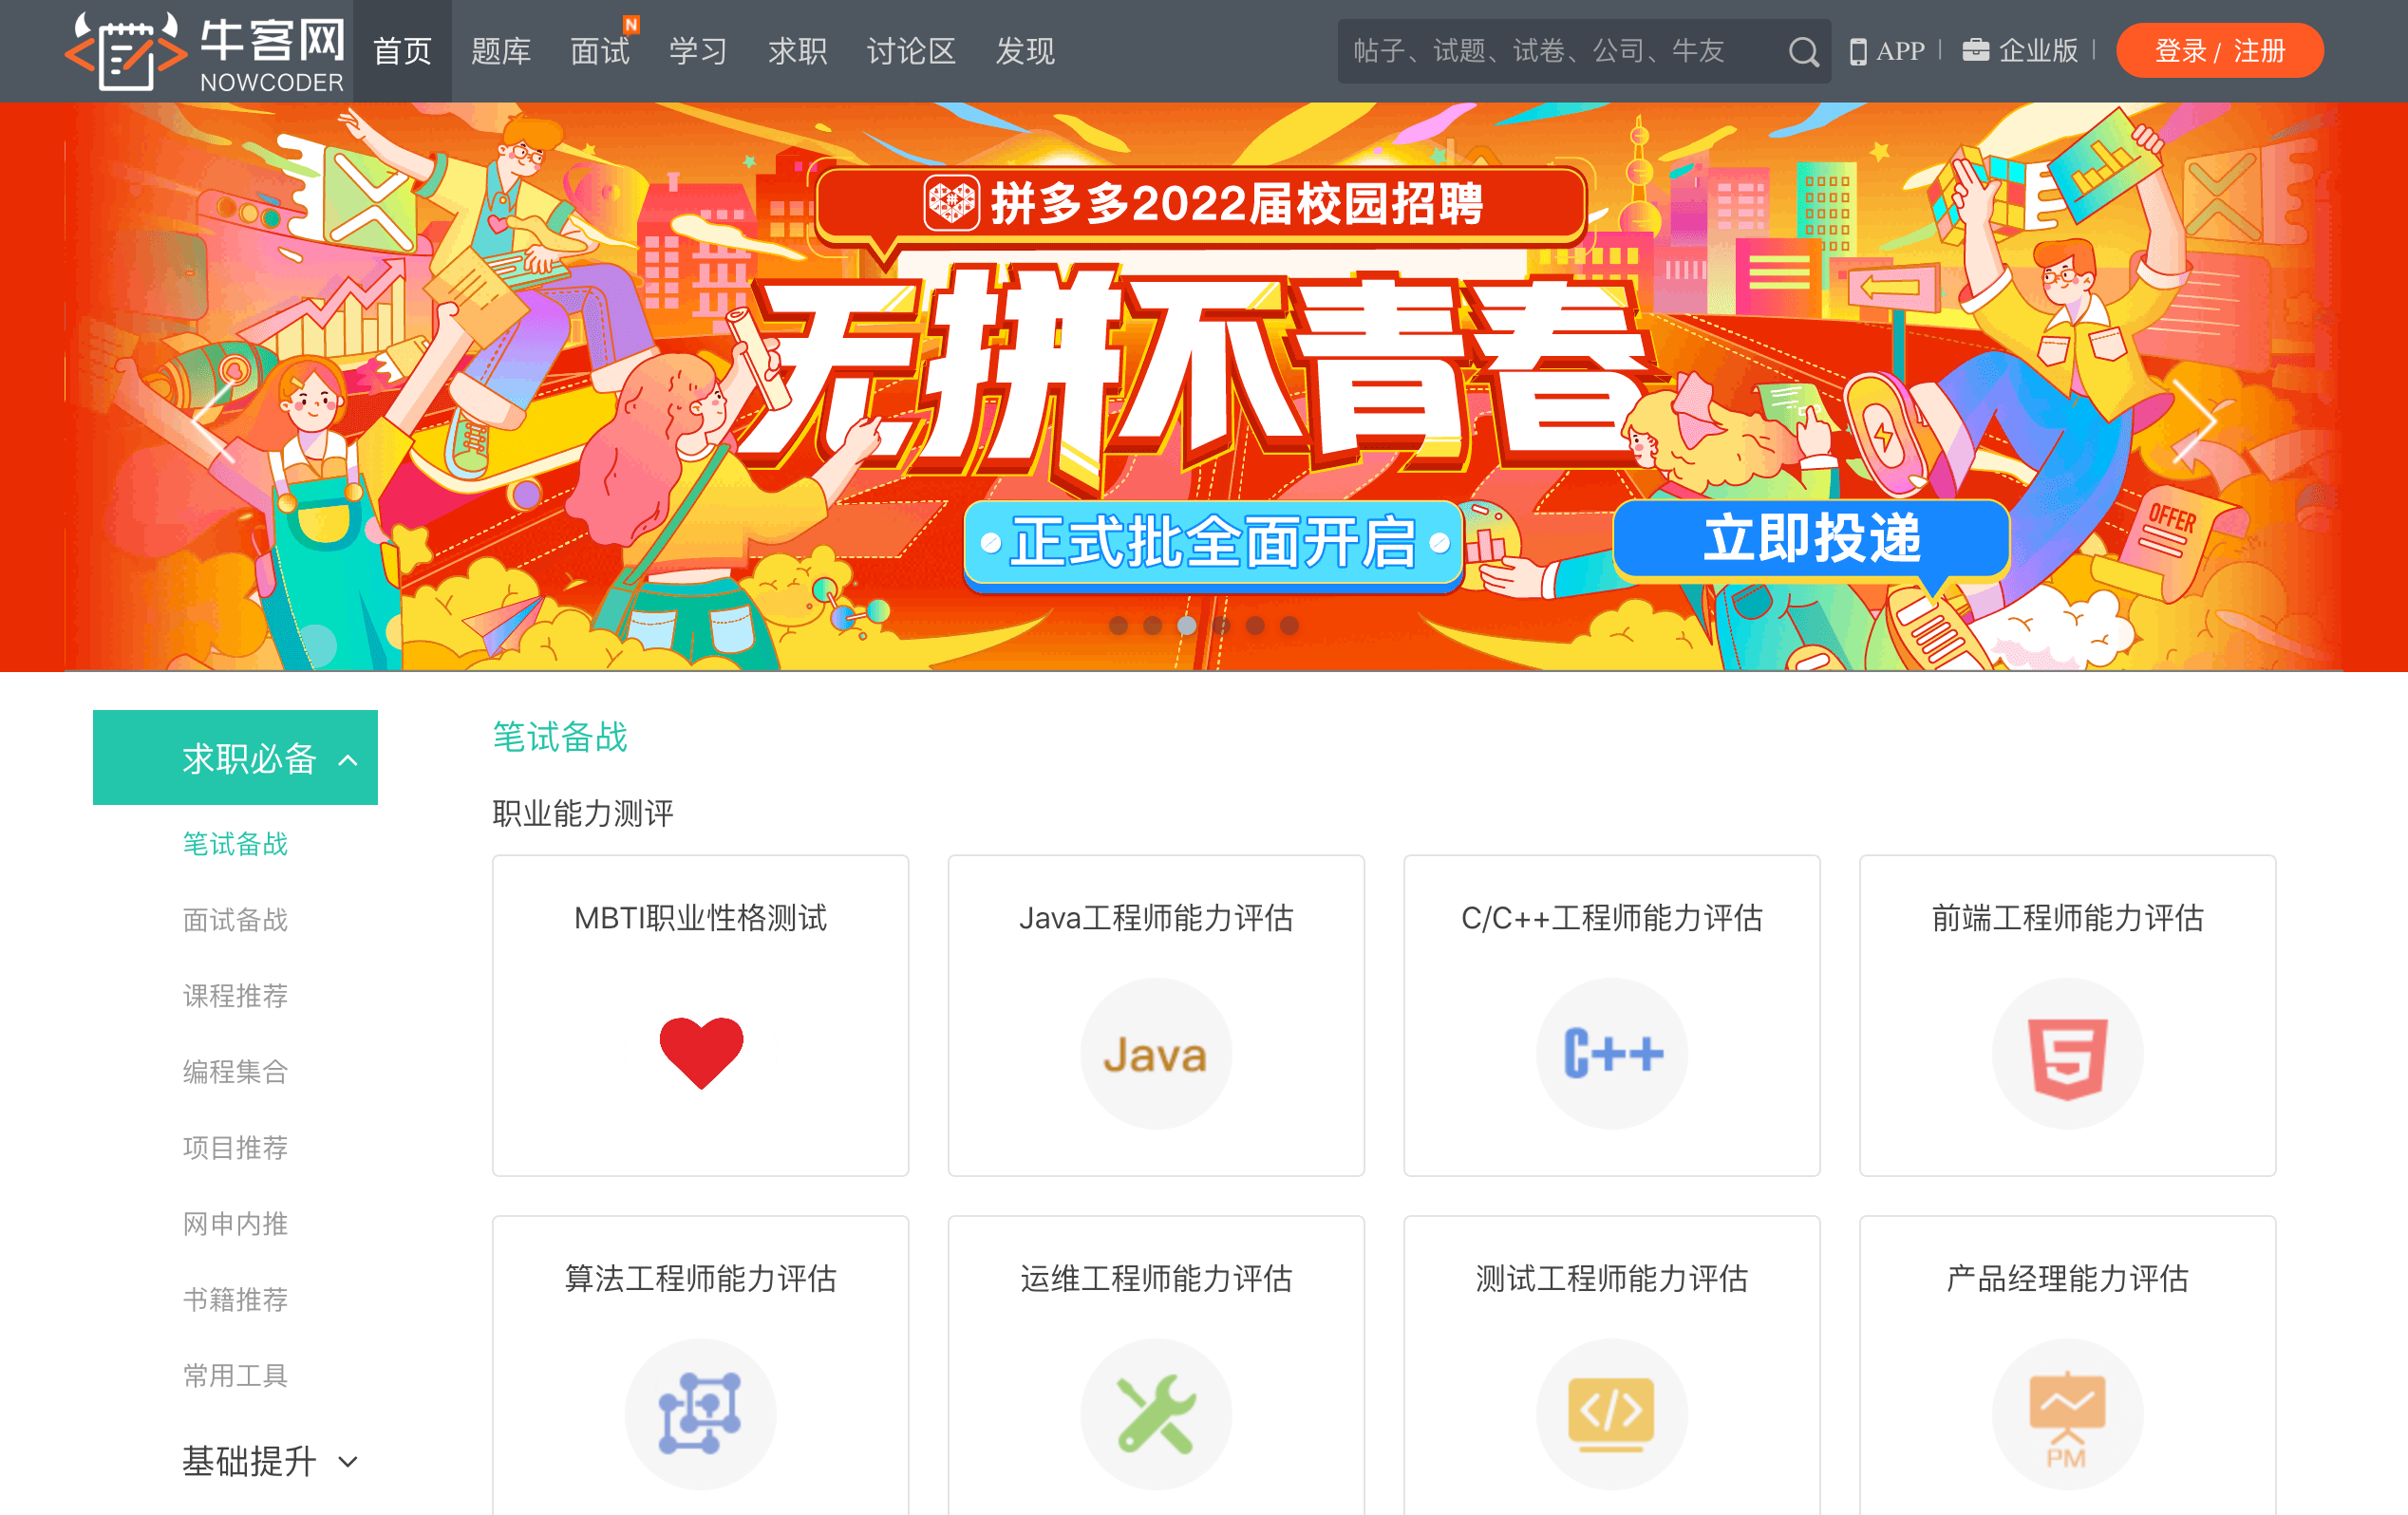 牛客网
NOWCODER
首页 题库 面试 N 学习 求职 讨论区 发现
帖子、试题、试卷、公司、牛友
APP 企业版 登录 / 注册
拼多多2022届校园招聘
无拼不青春
正式批全面开启
立即投递
OFFER
求职必备
笔试备战
面试备战
课程推荐
编程集合
项目推荐
网申内推
书籍推荐
常用工具
基础提升
笔试备战
职业能力测评
MBTI职业性格测试
Java工程师能力评估
C/C++工程师能力评估
前端工程师能力评估
Java
C++
算法工程师能力评估
运维工程师能力评估
测试工程师能力评估
产品经理能力评估
PM